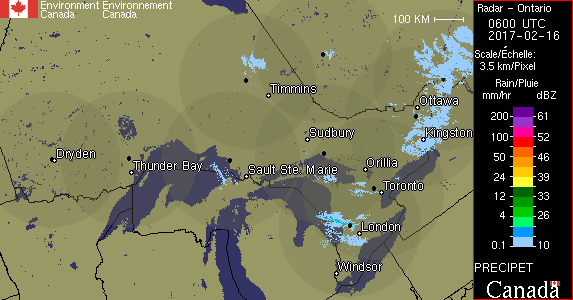 Environment Environnement
Canada Canada
100 KM
Timmins
Ottawa
Sudbury
Kingston
Dryden
Thunder Bay
Sault Ste. Marie
Orillia
Toronto
London
Windsor
Radar - Ontario
0600 UTC
2017-02-16
Scale/Échelle:
3.5 km/Pixel
Rain/Pluie
mm/hr dBZ
200 61
100 52
50 46
24 39
12 33
4 26
0.1 10
PRECIPET
Canada